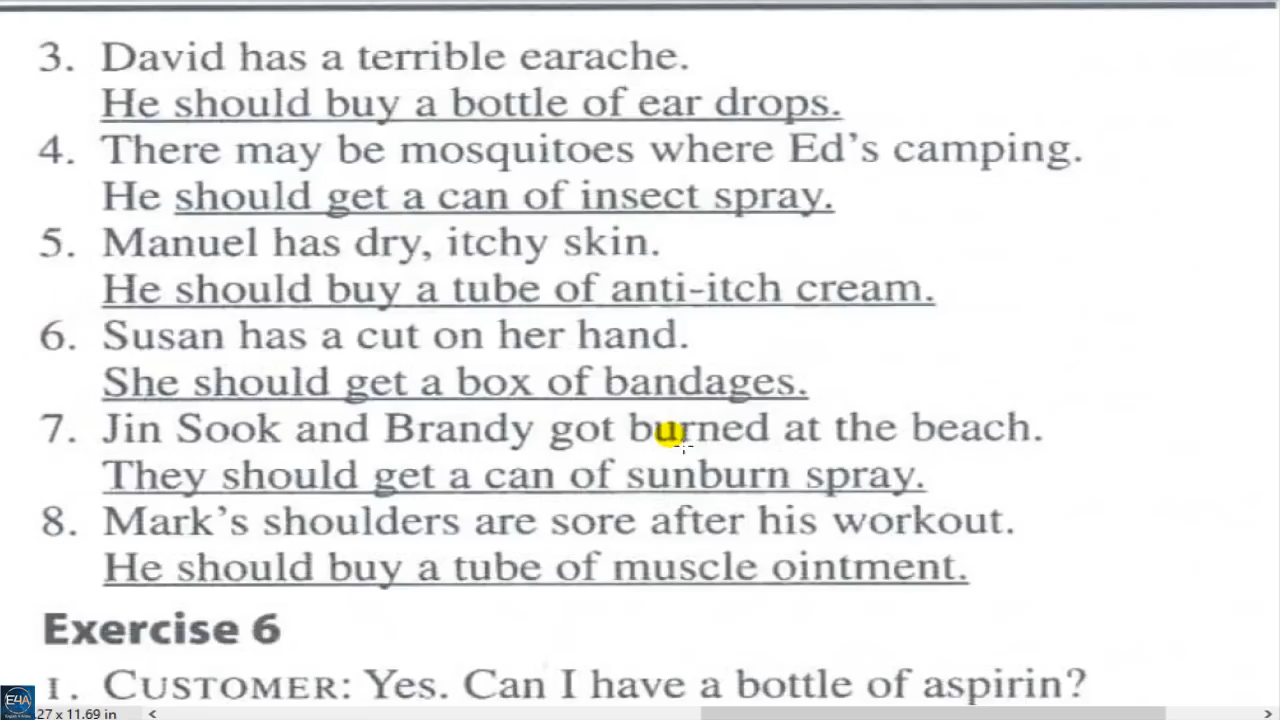 3. David has a terrible earache.
He should buy a bottle of ear drops.
4. There may be mosquitoes where Ed's camping.
He should get a can of insect spray.
5. Manuel has dry, itchy skin.
He should buy a tube of anti-itch cream.
6. Susan has a cut on her hand.
She should get a box of bandages.
7. Jin Sook and Brandy got burned at the beach.
They should get a can of sunburn spray.
8. Mark's shoulders are sore after his workout.
He should buy a tube of muscle ointment.
Exercise 6
1. CUSTOMER: Yes. Can I have a bottle of aspirin?
E4A
27 x 11.69 in